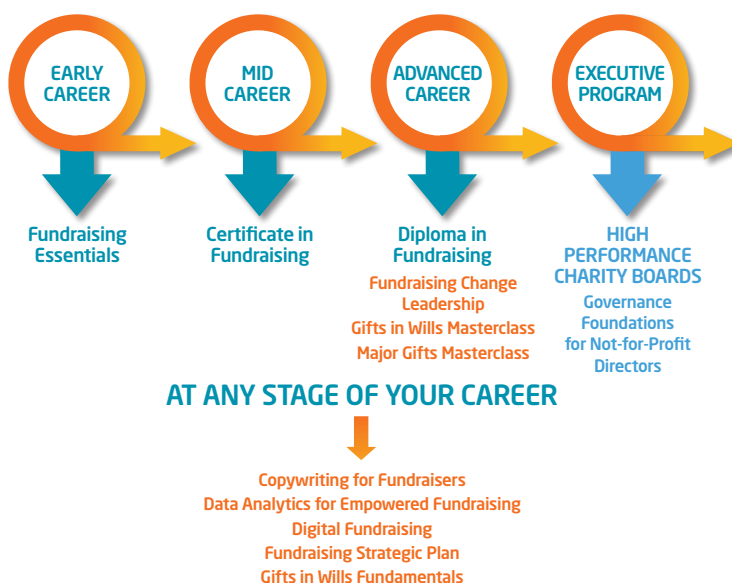 EARLY
CAREER
MID
CAREER
ADVANCED
CAREER
EXECUTIVE
PROGRAM
Fundraising
Essentials
Certificate in
Fundraising
Diploma in
Fundraising
Fundraising Change
Leadership
Gifts in Wills Masterclass
Major Gifts Masterclass
HIGH
PERFORMANCE
CHARITY BOARDS
Governance
Foundations
for Not-for-Profit
Directors
AT ANY STAGE OF YOUR CAREER
Copywriting for Fundraisers
Data Analytics for Empowered Fundraising
Digital Fundraising
Fundraising Strategic Plan
Gifts in Wills Fundamentals